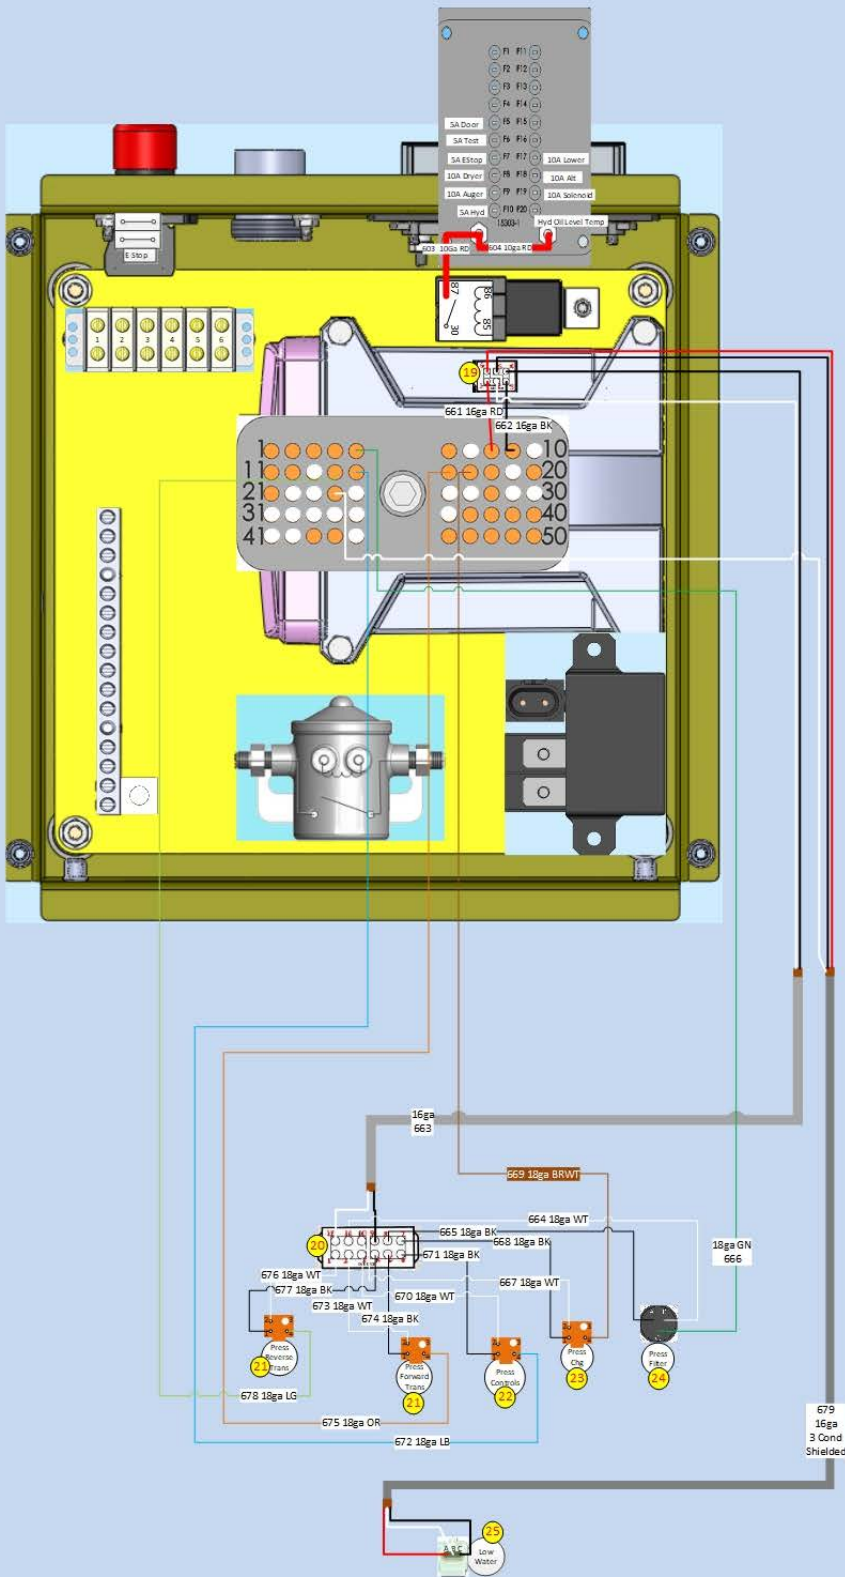 F1 F11
F2 F12
F3 F13
F4 F14
5A Door F5 F15
5A Test F6 F16
5A EStop F7 F17 10A Lower
10A Dryer F8 F18 10A Alt
10A Auger F9 F19 10A Solenoid
5A Hyd F10 F20
15303-1 Hyd Oil Level Temp
603 10Ga RD 604 10ga RD
E Stop
87 86
30 85
1 2 3 4 5 6
19
661 16ga RD
662 16ga BK
1 10
11 20
21 30
31 40
41 50
16ga
663
669 18ga BRWT
664 18ga WT
665 18ga BK
668 18ga BK
671 18ga BK
18ga GN
666
20
676 18ga WT
677 18ga BK
667 18ga WT
670 18ga WT
673 18ga WT
674 18ga BK
Press
Reverse
Trans
21
Press
Forward
Trans
21
Press
Controls
22
Press
Chg
23
Press
Filter
24
678 18ga LG
675 18ga OR
672 18ga LB
679
16ga
3 Cond
Shielded
25
A B C
Low
Water